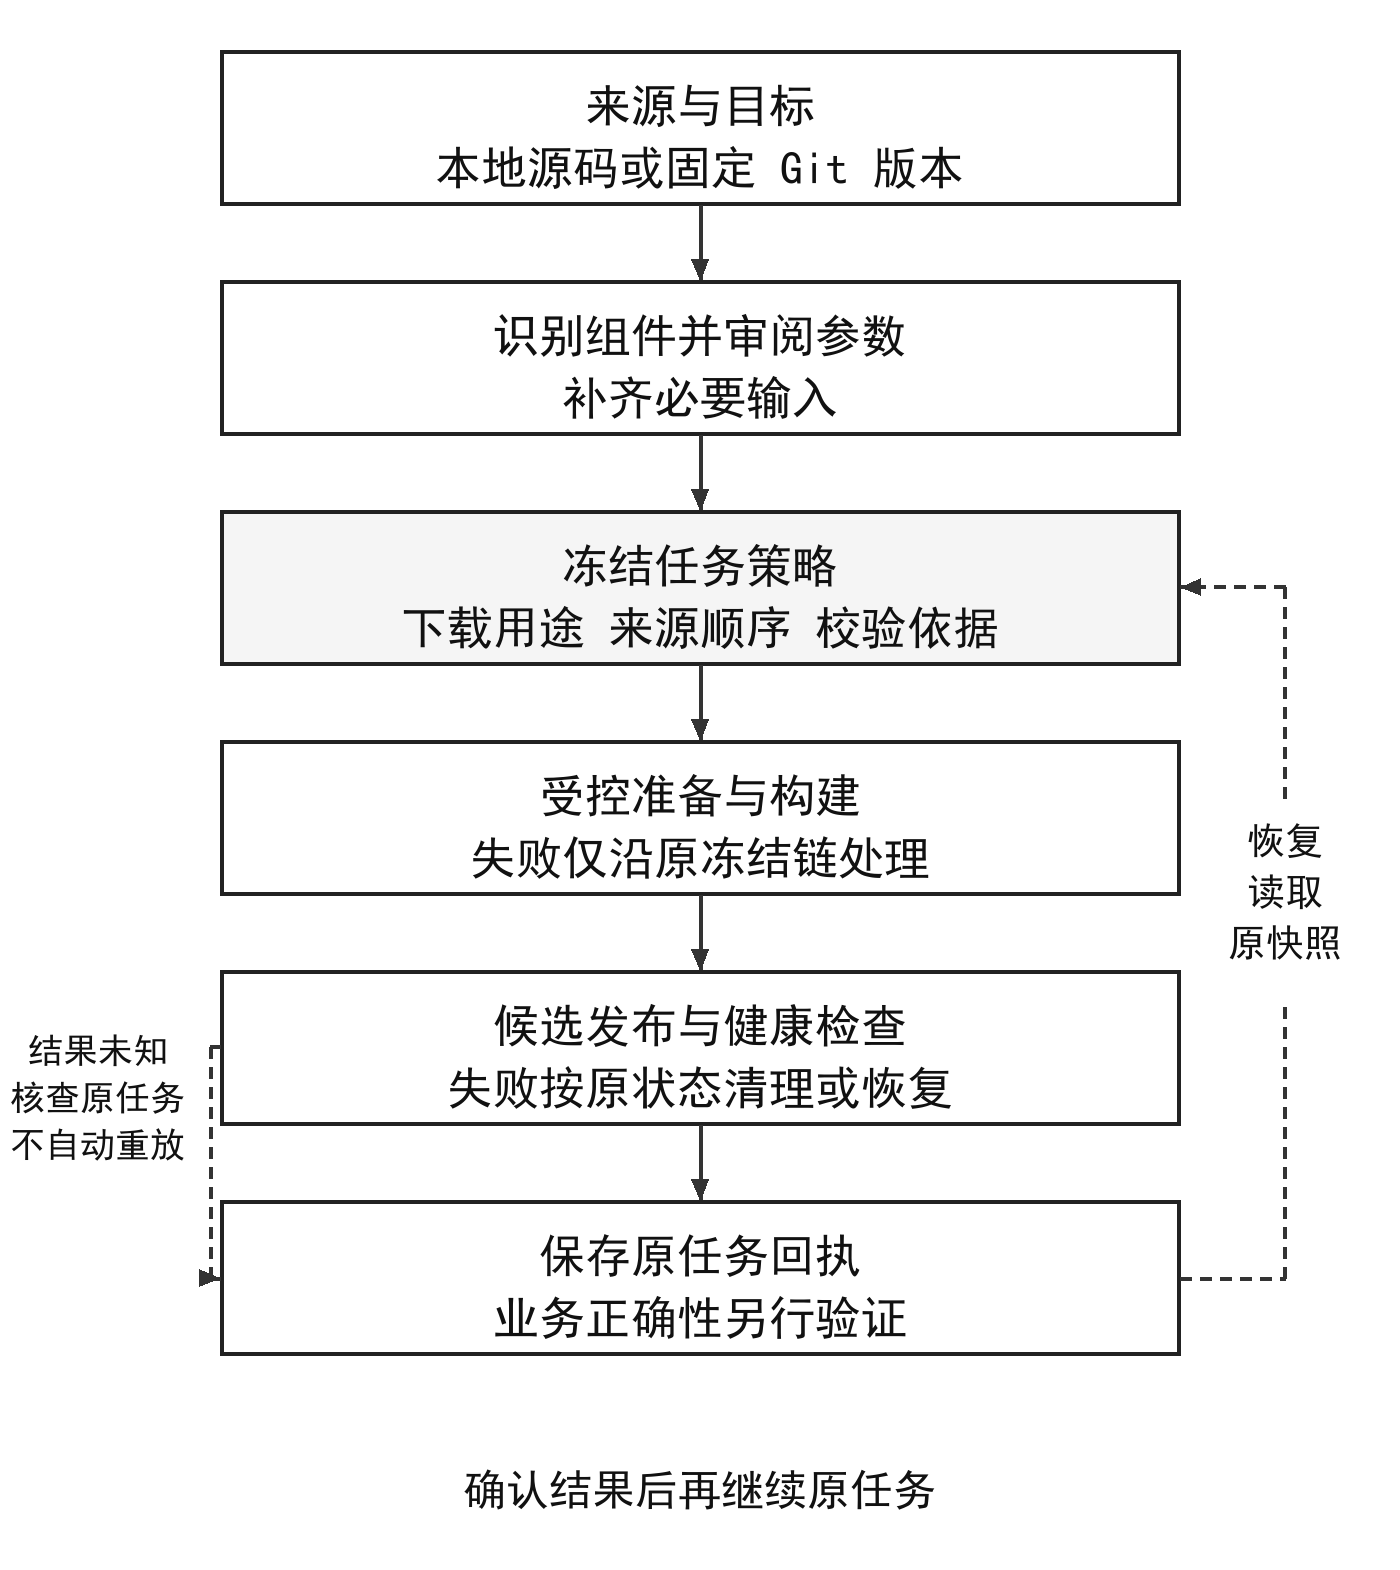 来源与目标
本地源码或固定 Git 版本
识别组件并审阅参数
补齐必要输入
冻结任务策略
下载用途 来源顺序 校验依据
受控准备与构建
失败仅沿原冻结链处理
恢复
读取
原快照
候选发布与健康检查
失败按原状态清理或恢复
结果未知
核查原任务
不自动重放
保存原任务回执
业务正确性另行验证
确认结果后再继续原任务